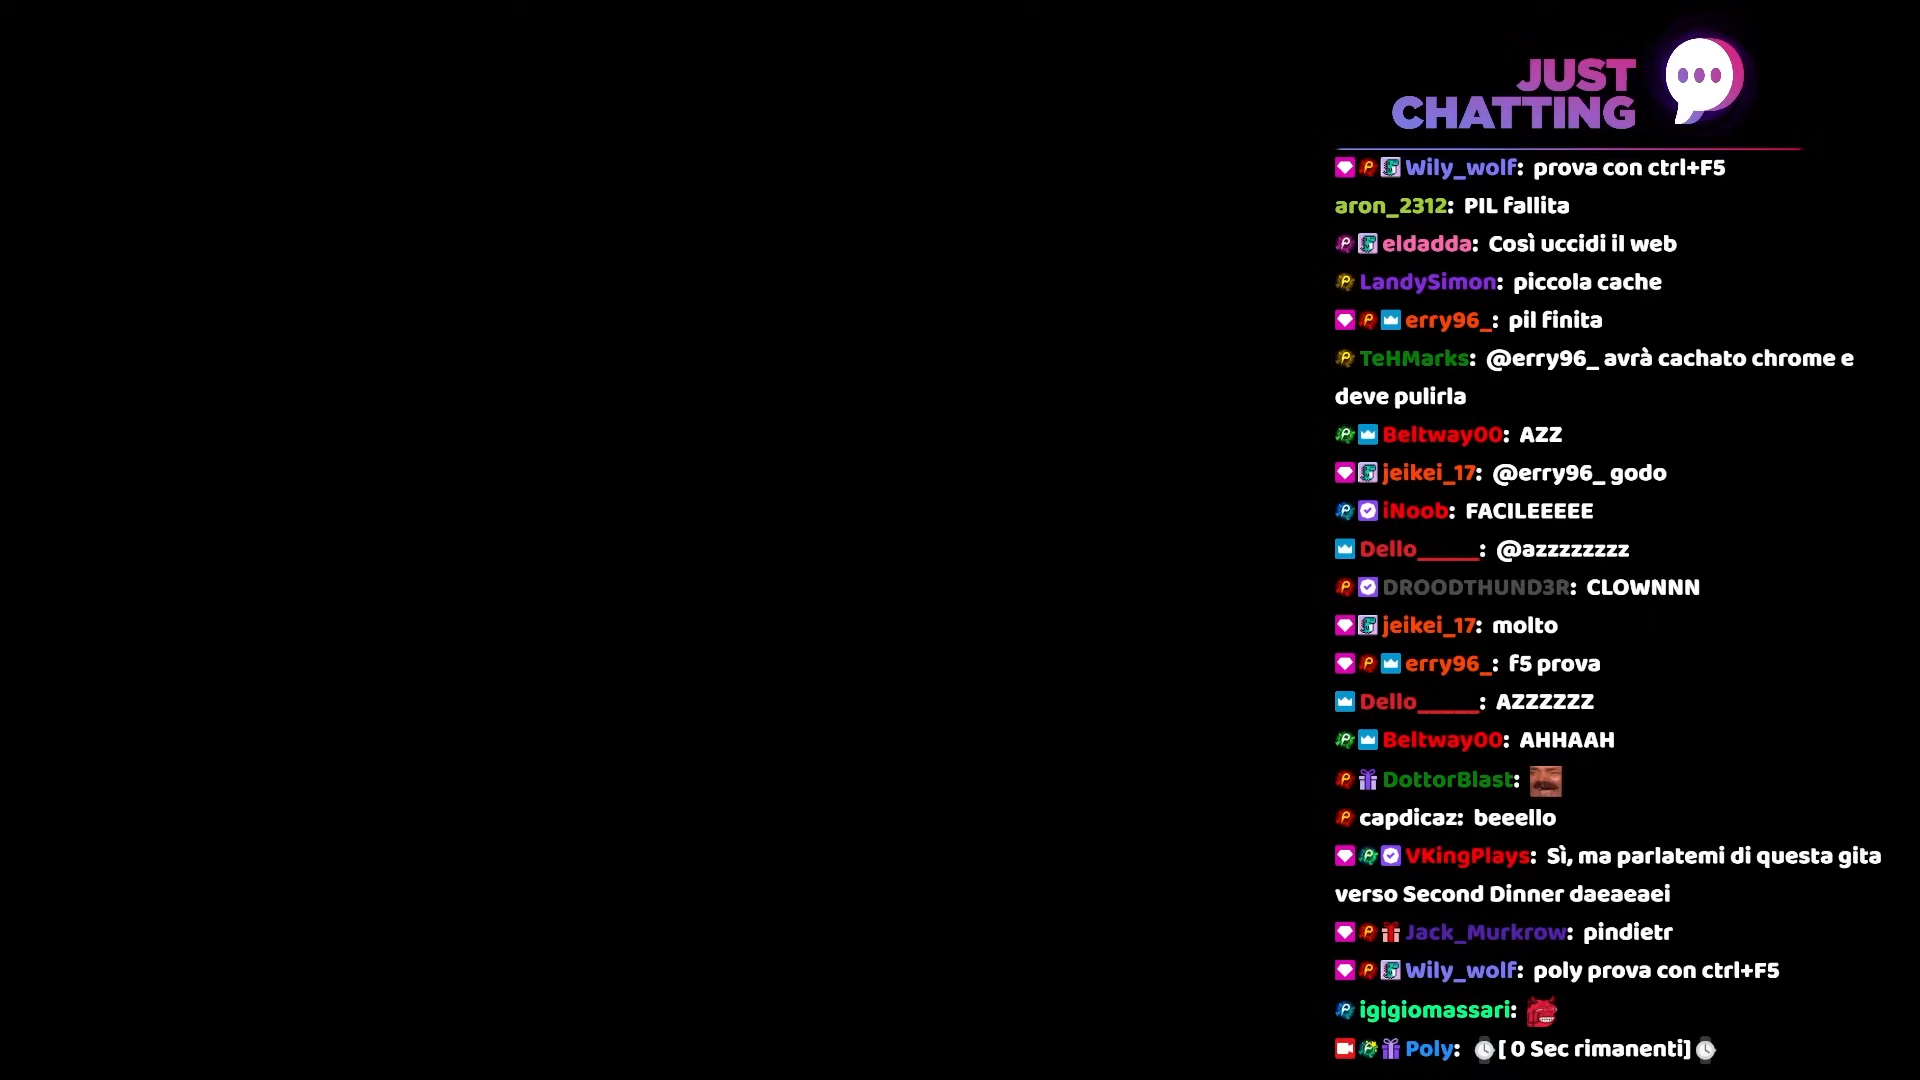 JUST
CHATTING
Wily_wolf: prova con ctrl+F5
aron_2312: PIL fallita
eldadda: Così uccidi il web
LandySimon: piccola cache
erry96_: pil finita
TeHMarks: @erry96_ avrà cachato chrome e
deve pulirla
Beltway00: AZZ
jeikei_17: @erry96_ godo
iNoob: FACILEEEEE
Dello_____: @azzzzzzzz
DROODTHUND3R: CLOWNNN
jeikei_17: molto
erry96_: f5 prova
Dello_____: AZZZZZZ
Beltway00: AHHAAH
DottorBlast:
capdicaz: beeello
VKingPlays: Sì, ma parlatemi di questa gita
verso Second Dinner daeaeaei
Jack_Murkrow: pindietr
Wily_wolf: poly prova con ctrl+F5
igigiomassari:
Poly: [ 0 Sec rimanenti]